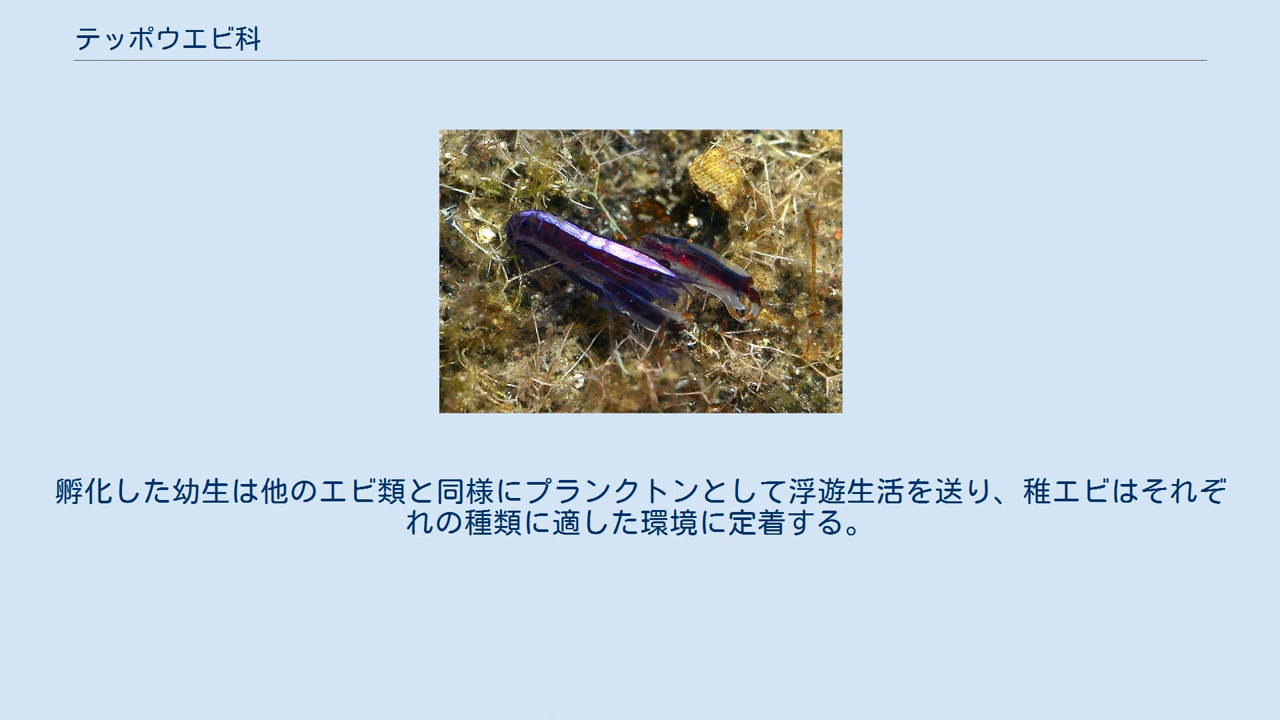 テッポウエビ科
孵化した幼生は他のエビ類と同様にプランクトンとして浮遊生活を送り、稚エビはそれぞ
れの種類に適した環境に定着する。